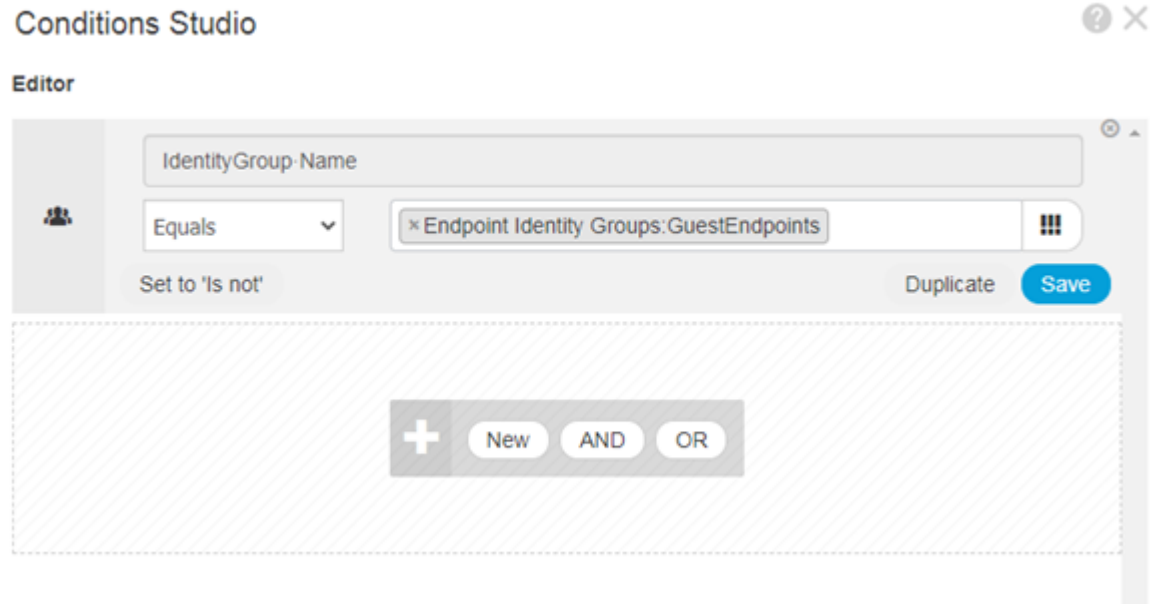 Conditions Studio
Editor
IdentityGroup·Name
Equals
× Endpoint Identity Groups:GuestEndpoints
Set to 'Is not'
Duplicate
Save
New
AND
OR